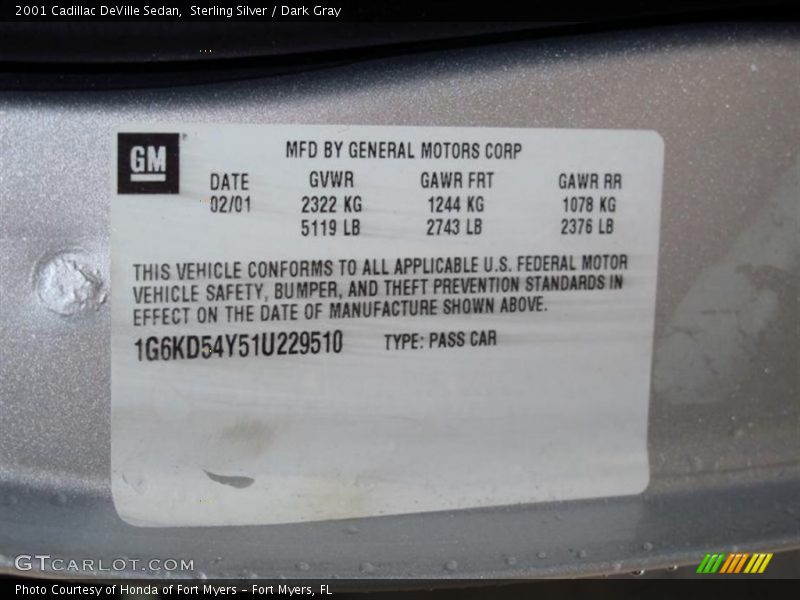 2001 Cadillac DeVille Sedan, Sterling Silver / Dark Gray
GM
MFD BY GENERAL MOTORS CORP
DATE GVWR GAWR FRT GAWR RR
02/01 2322 KG 1244 KG 1078 KG
5119 LB 2743 LB 2376 LB
THIS VEHICLE CONFORMS TO ALL APPLICABLE U.S. FEDERAL MOTOR
VEHICLE SAFETY, BUMPER, AND THEFT PREVENTION STANDARDS IN
EFFECT ON THE DATE OF MANUFACTURE SHOWN ABOVE.
1G6KD54Y51U229510 TYPE: PASS CAR
GTCARLOT.COM
Photo Courtesy of Honda of Fort Myers - Fort Myers, FL